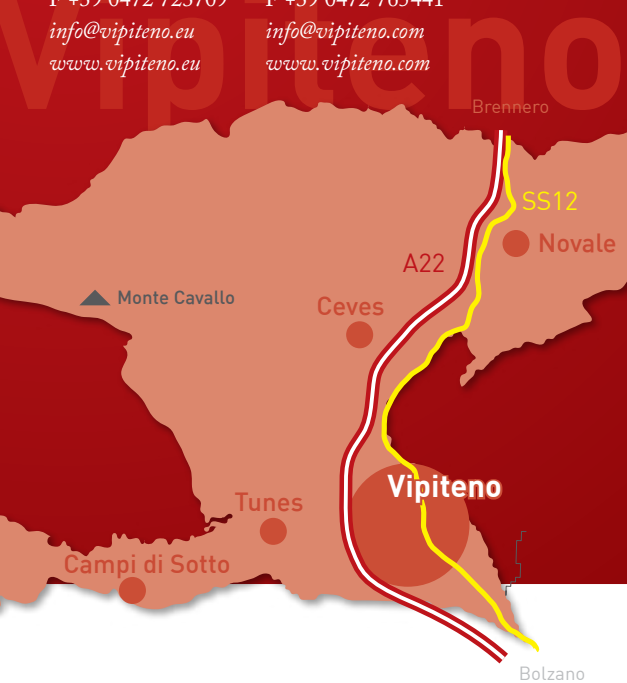 info@vipiteno.eu info@vipiteno.com
www.vipiteno.eu www.vipiteno.com
Vipiteno
Brennero
SS12
Novale
A22
Monte Cavallo
Ceves
Vipiteno
Tunes
Campi di Sotto
Bolzano